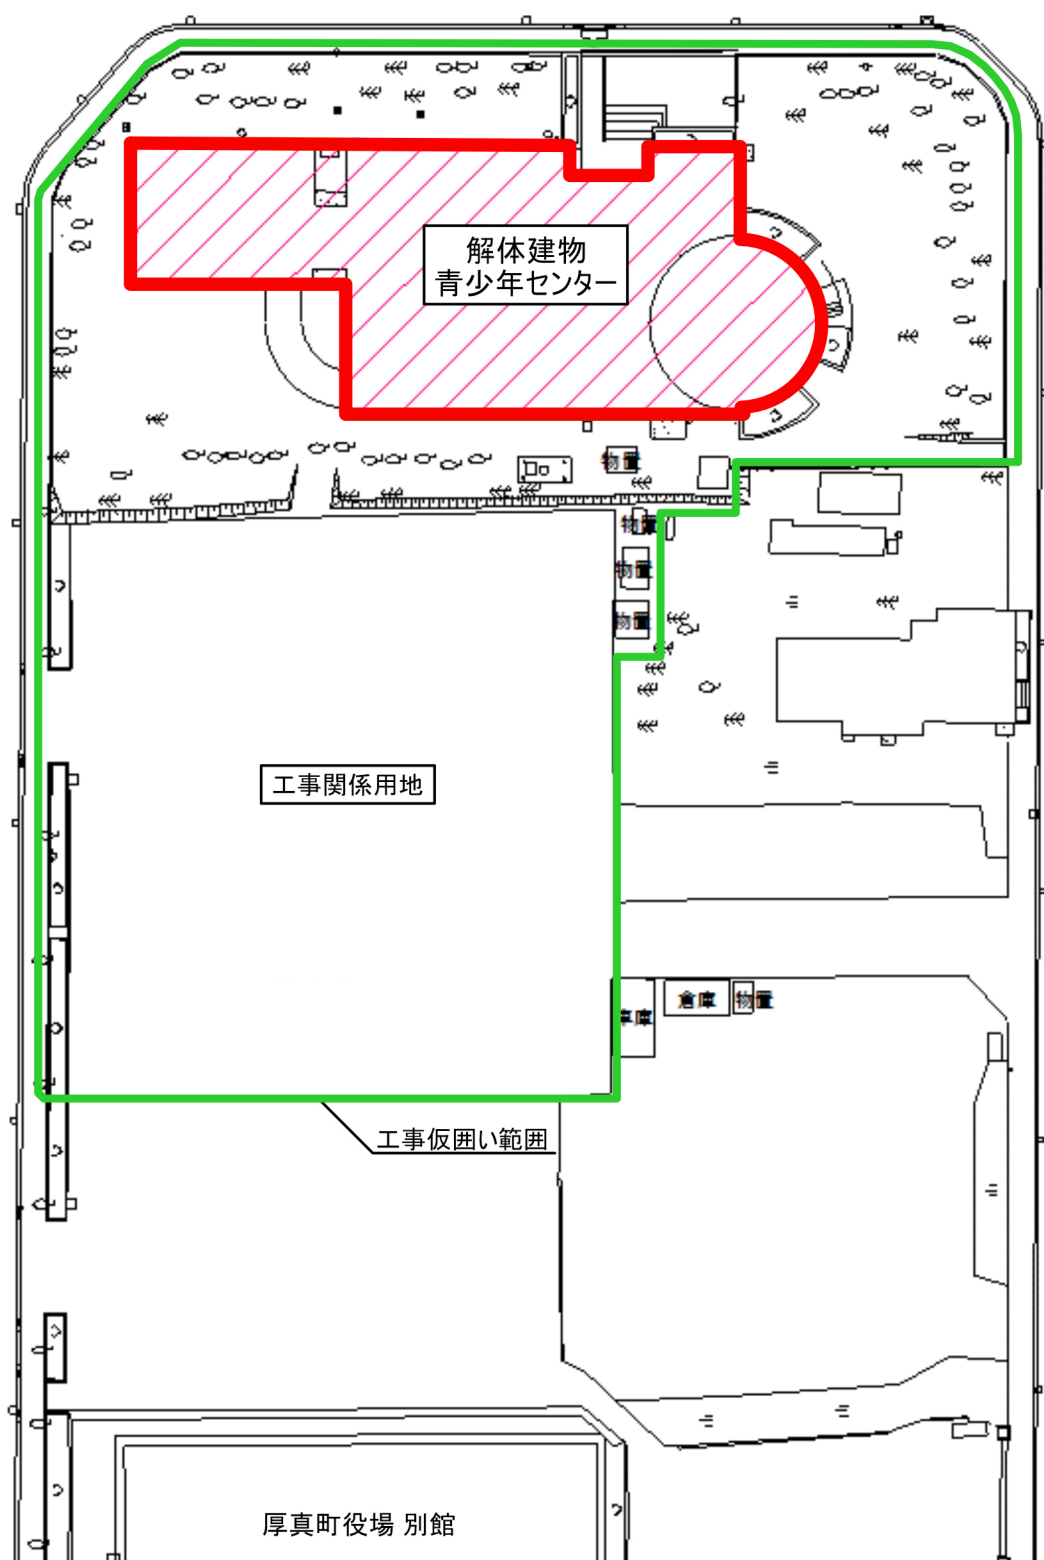 解体建物
青少年センター
物置
物置
物置
物置
工事関係用地
車庫
倉庫
物置
工事仮囲い範囲
厚真町役場 別館